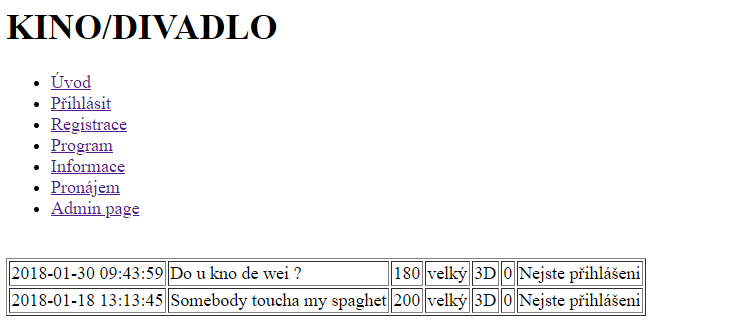 KINO/DIVADLO
Úvod
Přihlásit
Registrace
Program
Informace
Pronájem
Admin page
2018-01-30 09:43:59 Do u kno de wei ? 180 velký 3D 0 Nejste přihlášeni
2018-01-18 13:13:45 Somebody toucha my spaghet 200 velký 3D 0 Nejste přihlášeni